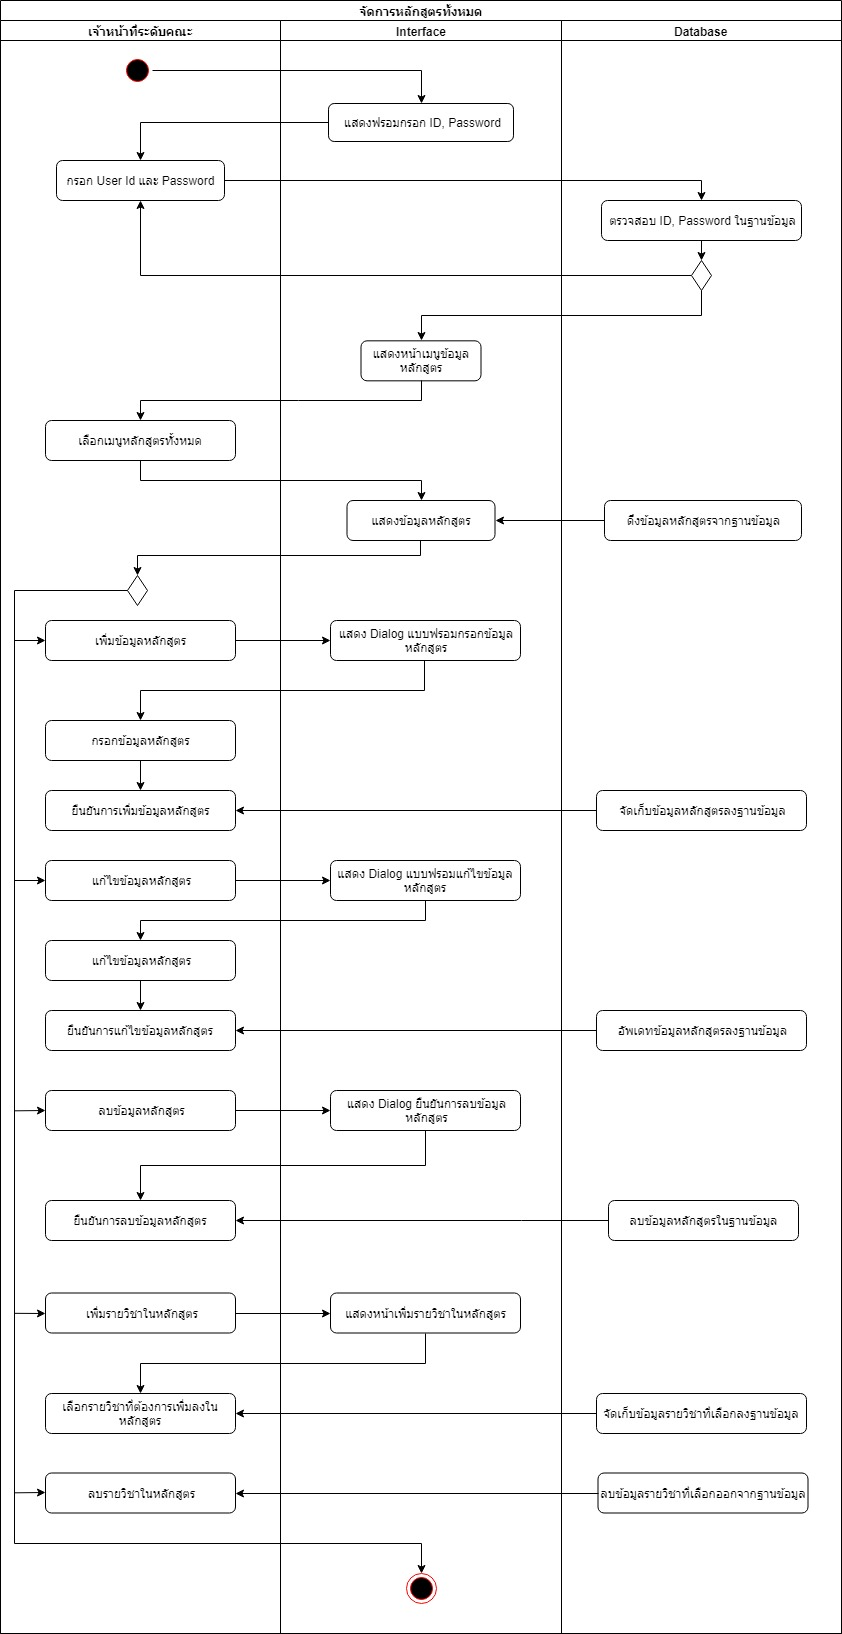 จัดการหลักสูตรทั้งหมด
เจ้าหน้าที่ระดับคณะ
Interface
Database
แสดงฟรอมกรอก ID, Password
กรอก User Id และ Password
ตรวจสอบ ID, Password ในฐานข้อมูล
แสดงหน้าเมนูข้อมูล
หลักสูตร
เลือกเมนูหลักสูตรทั้งหมด
แสดงข้อมูลหลักสูตร
ดึงข้อมูลหลักสูตรจากฐานข้อมูล
เพิ่มข้อมูลหลักสูตร
แสดง Dialog แบบฟรอมกรอกข้อมูล
หลักสูตร
กรอกข้อมูลหลักสูตร
ยืนยันการเพิ่มข้อมูลหลักสูตร
จัดเก็บข้อมูลหลักสูตรลงฐานข้อมูล
แก้ไขข้อมูลหลักสูตร
แสดง Dialog แบบฟรอมแก้ไขข้อมูล
หลักสูตร
แก้ไขข้อมูลหลักสูตร
ยืนยันการแก้ไขข้อมูลหลักสูตร
อัพเดทข้อมูลหลักสูตรลงฐานข้อมูล
ลบข้อมูลหลักสูตร
แสดง Dialog ยืนยันการลบข้อมูล
หลักสูตร
ยืนยันการลบข้อมูลหลักสูตร
ลบข้อมูลหลักสูตรในฐานข้อมูล
เพิ่มรายวิชาในหลักสูตร
แสดงหน้าเพิ่มรายวิชาในหลักสูตร
เลือกรายวิชาที่ต้องการเพิ่มลงใน
หลักสูตร
จัดเก็บข้อมูลรายวิชาที่เลือกลงฐานข้อมูล
ลบรายวิชาในหลักสูตร
ลบข้อมูลรายวิชาที่เลือกออกจากฐานข้อมูล